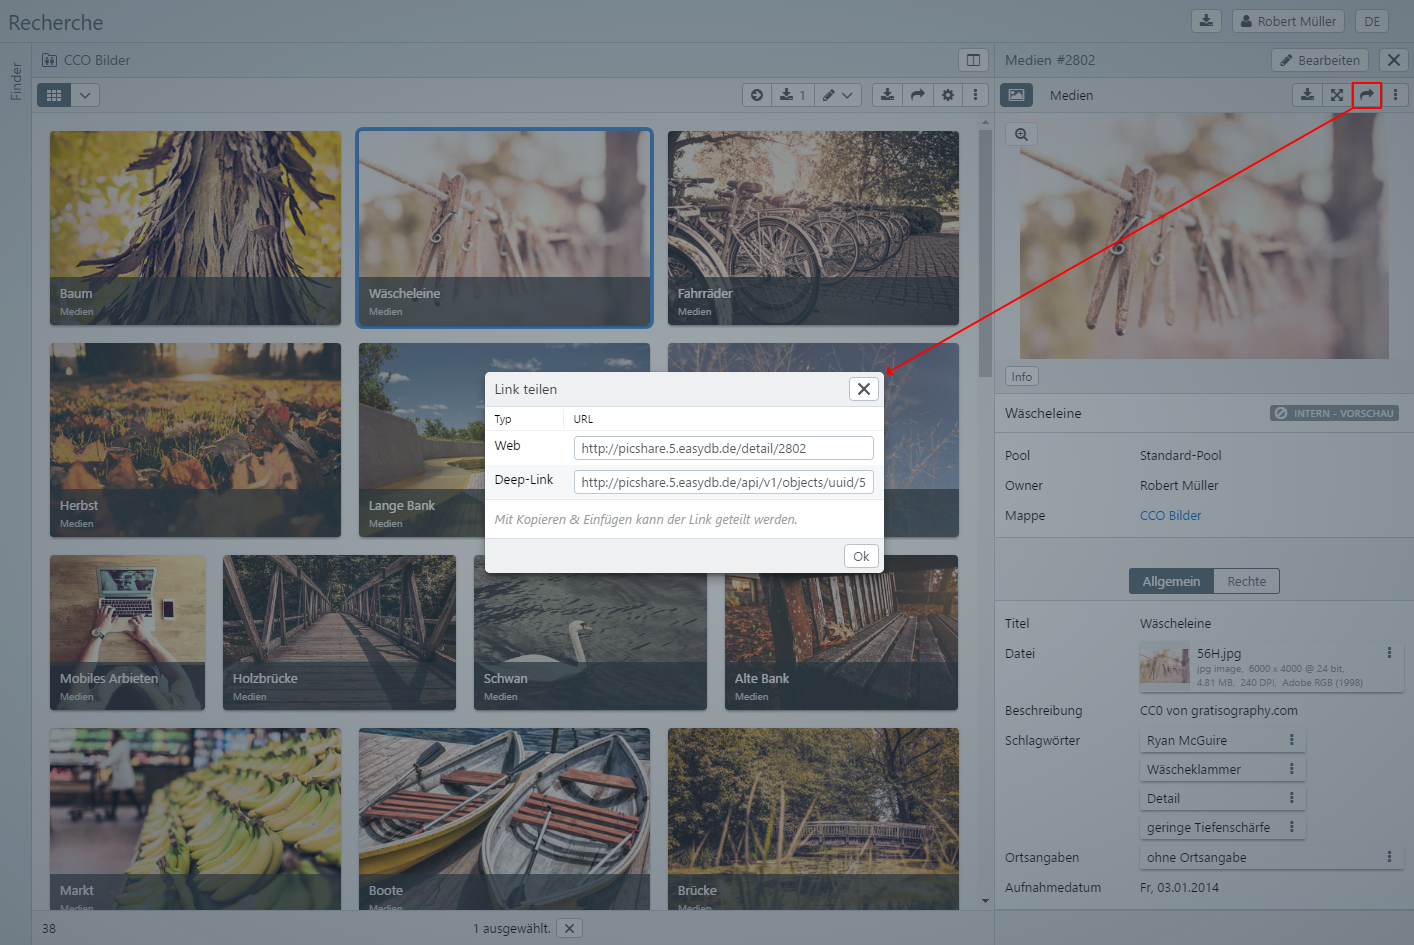 Recherche
Robert Müller
DE
Finder
CCO Bilder
Medien #2802
Bearbeiten
1
Medien
Baum
Medien
Wäscheleine
Medien
Fahrräder
Medien
Info
Link teilen
Typ
URL
Web
http://picshare.5.easydb.de/detail/2802
Deep-Link
http://picshare.5.easydb.de/api/v1/objects/uuid/5
Mit Kopieren & Einfügen kann der Link geteilt werden.
Ok
Herbst
Medien
Lange Bank
Medien
Mobiles Arbieten
Medien
Holzbrücke
Medien
Schwan
Medien
Alte Bank
Medien
Markt
Medien
Boote
Medien
Brücke
Medien
38
1 ausgewählt.
Wäscheleine
INTERN - VORSCHAU
Pool
Standard-Pool
Owner
Robert Müller
Mappe
CCO Bilder
Allgemein
Rechte
Titel
Wäscheleine
Datei
56H.jpg
jpg image, 6000 x 4000 @ 24 bit,
4.81 MB, 240 DPI, Adobe RGB (1998)
Beschreibung
CC0 von gratisography.com
Schlagwörter
Ryan McGuire
Wäscheklammer
Detail
geringe Tiefenschärfe
Ortsangaben
ohne Ortsangabe
Aufnahmedatum
Fr, 03.01.2014